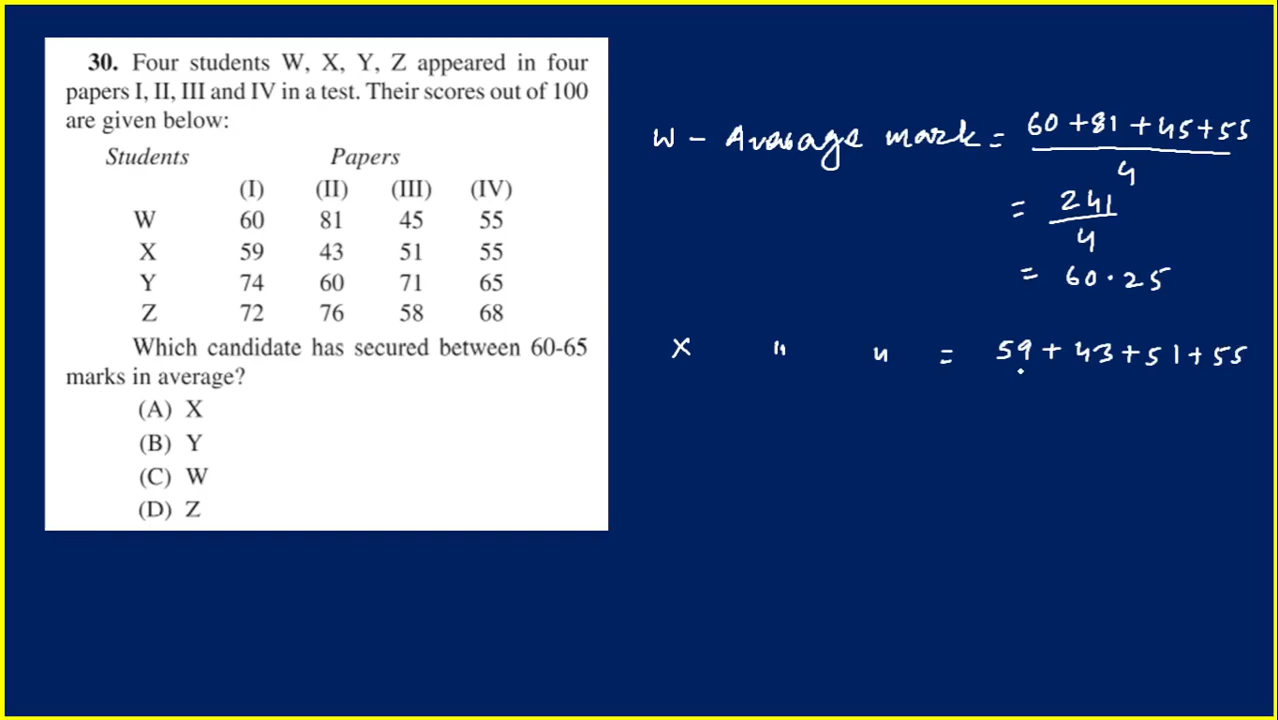 30. Four students W, X, Y, Z appeared in four
papers I, II, III and IV in a test. Their scores out of 100
are given below:
Students Papers
(I) (II) (III) (IV)
W 60 81 45 55
X 59 43 51 55
Y 74 60 71 65
Z 72 76 58 68
Which candidate has secured between 60-65
marks in average?
(A) X
(B) Y
(C) W
(D) Z
W - Average mark = 60 + 81 + 45 + 55
4
= 241
4
= 60.25
X " " = 59 + 43 + 51 + 55